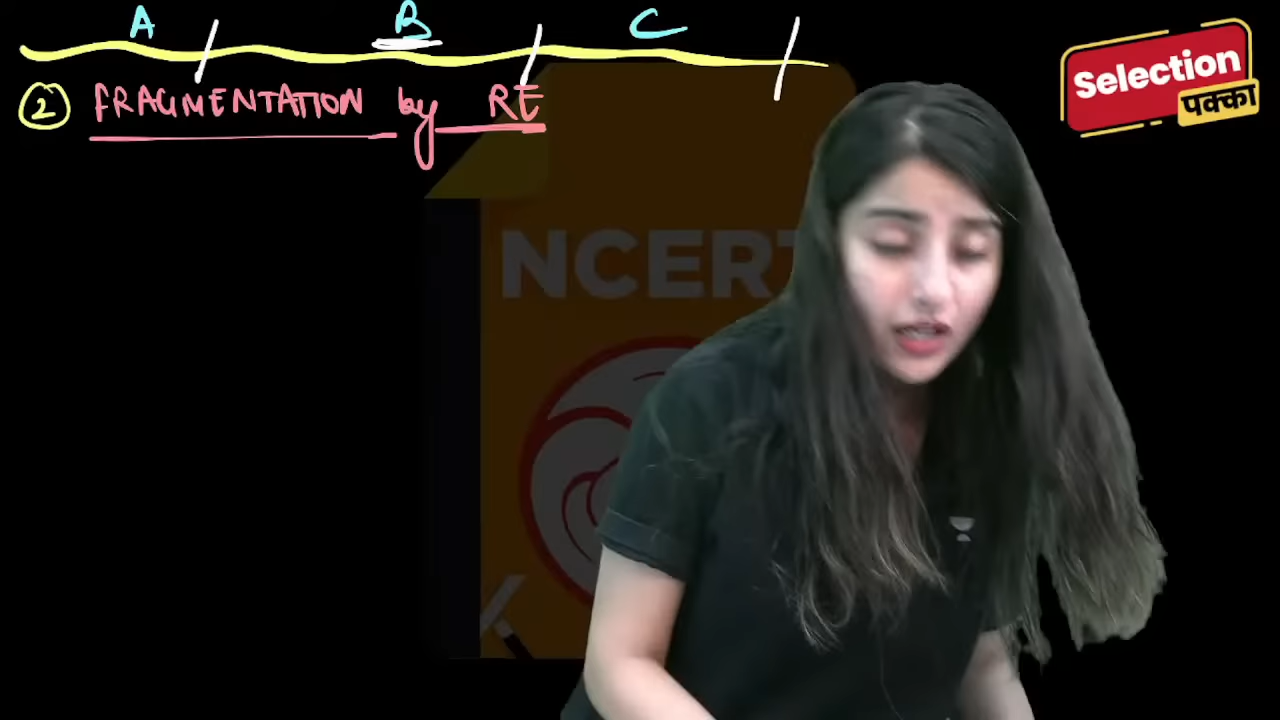 A B C
② FRAGMENTATION by RE
Selection
पक्का
NCERT